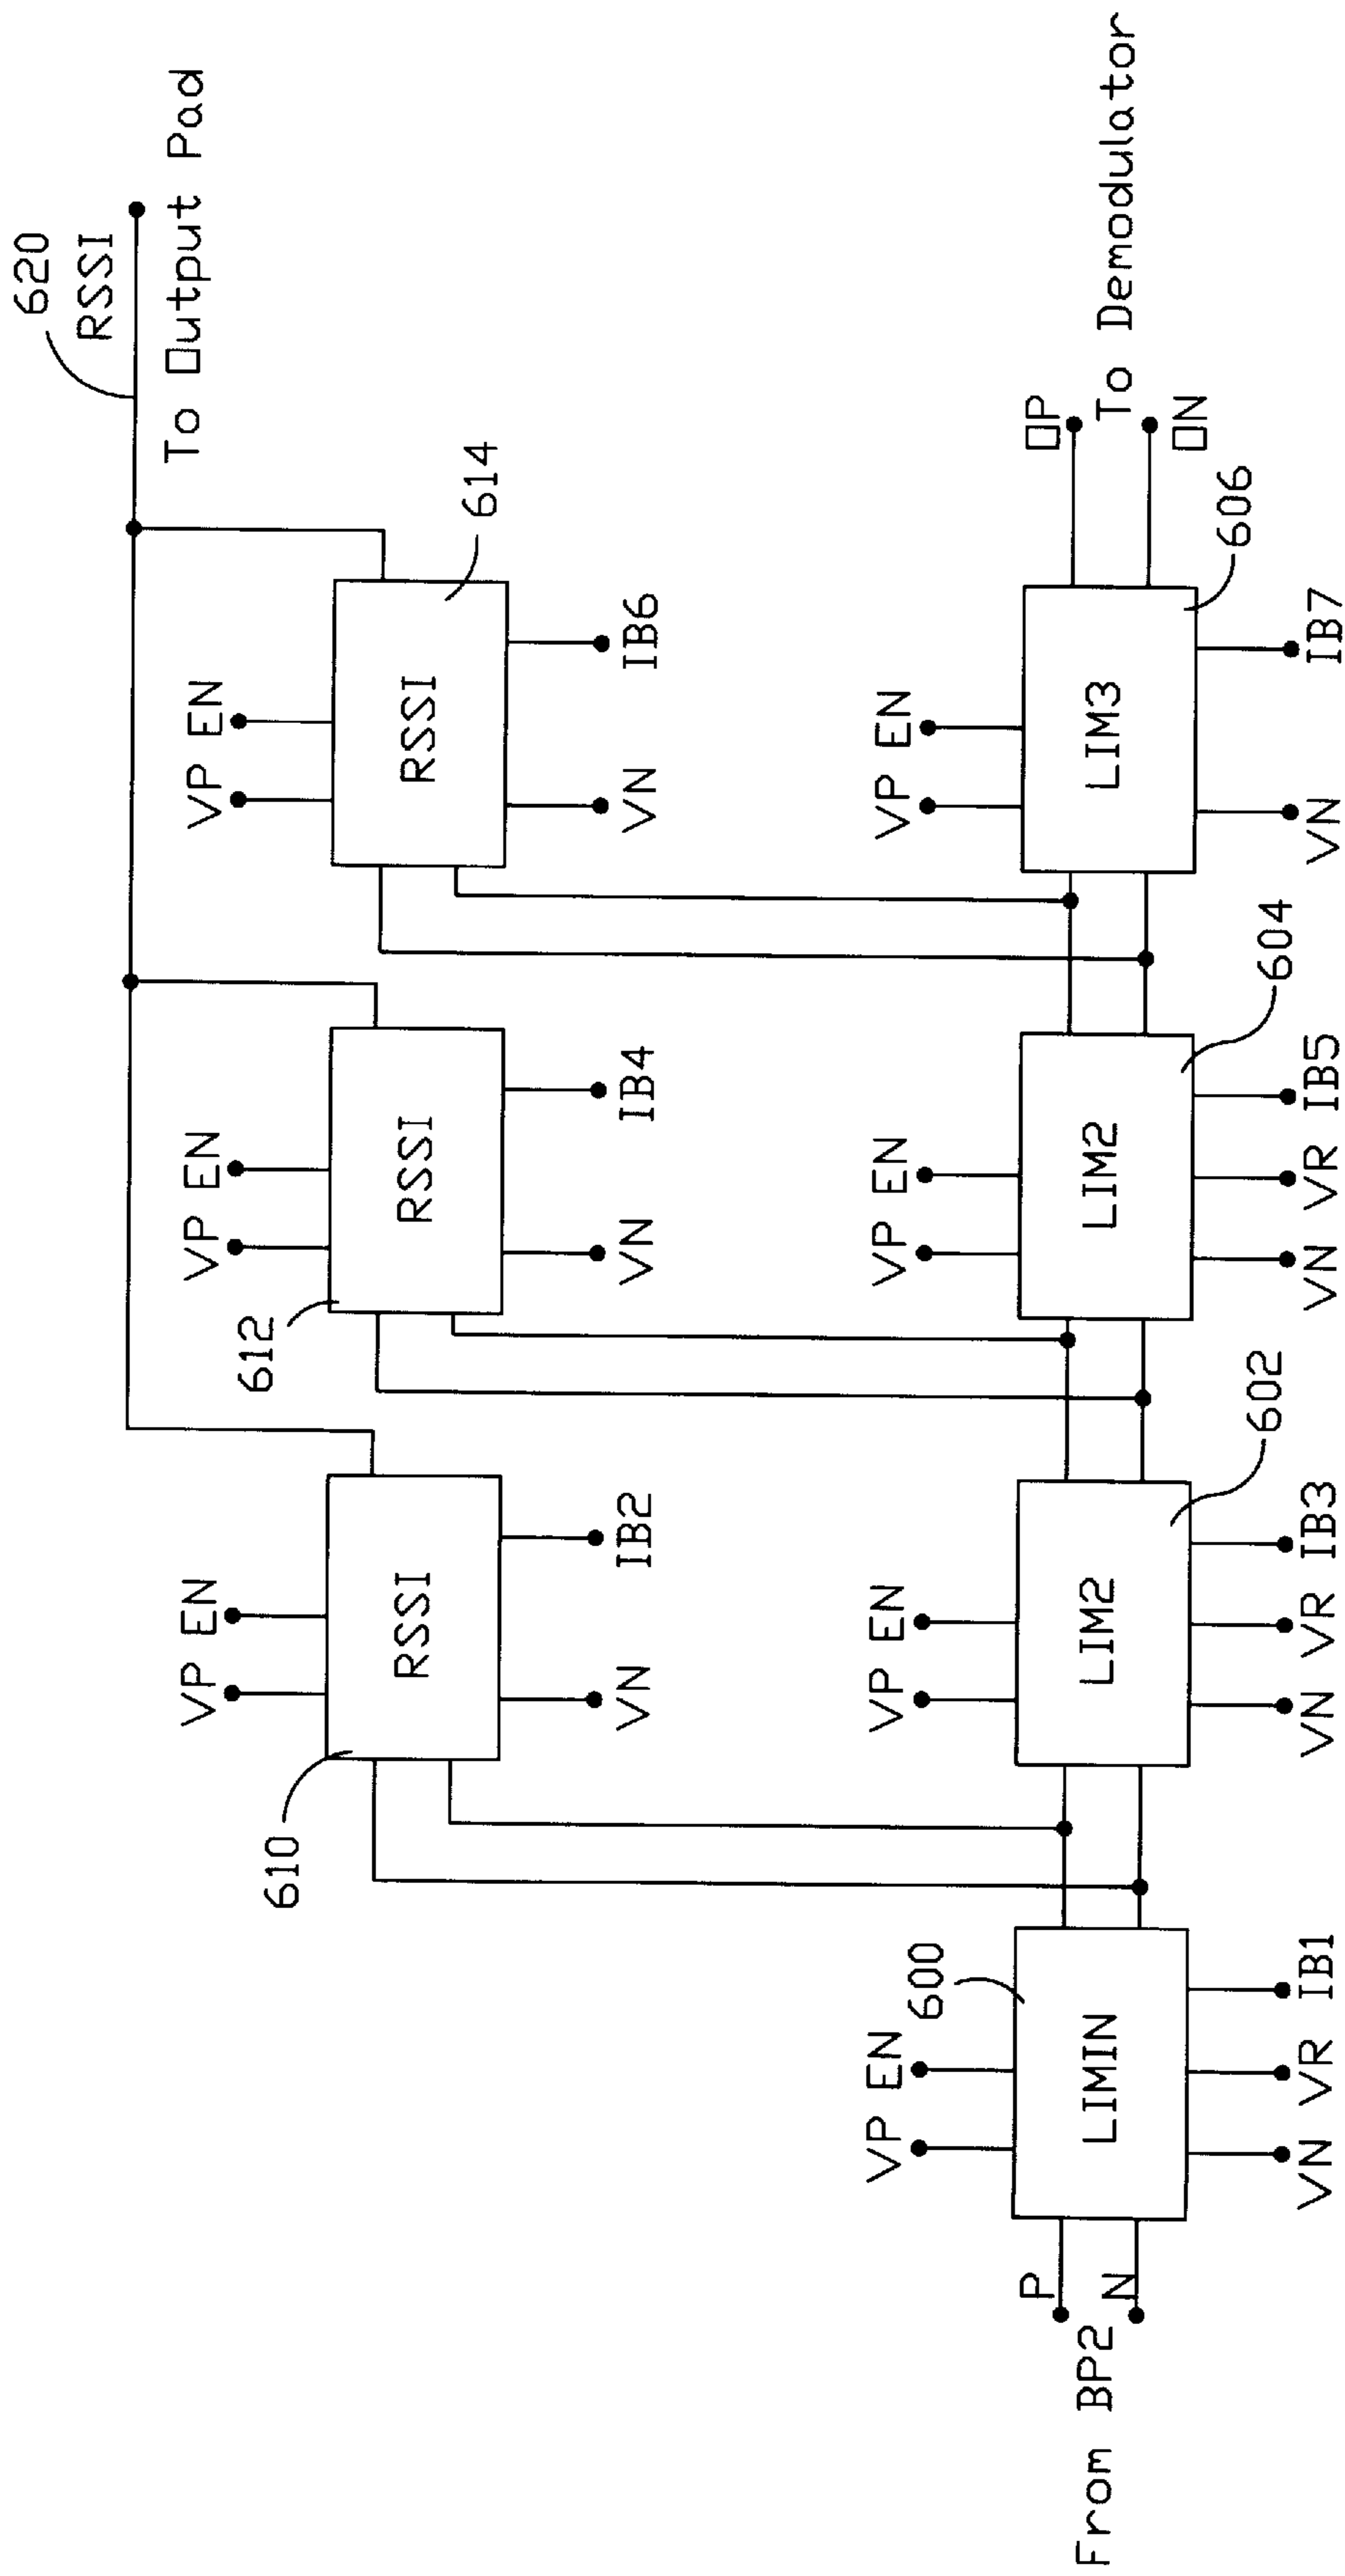 620
RSSI
To Output Pad
VP EN
VP EN
VP EN
610
RSSI
612
RSSI
RSSI
614
VN
IB2
VN
IB4
VN
IB6
VP EN
600
VP EN
VP EN
VP EN
From BP2
P
N
LIMIN
LIM2
LIM2
LIM3
OP
To Demodulator
ON
602
604
606
VN VR IB1
VN VR IB3
VN VR IB5
VN
IB7